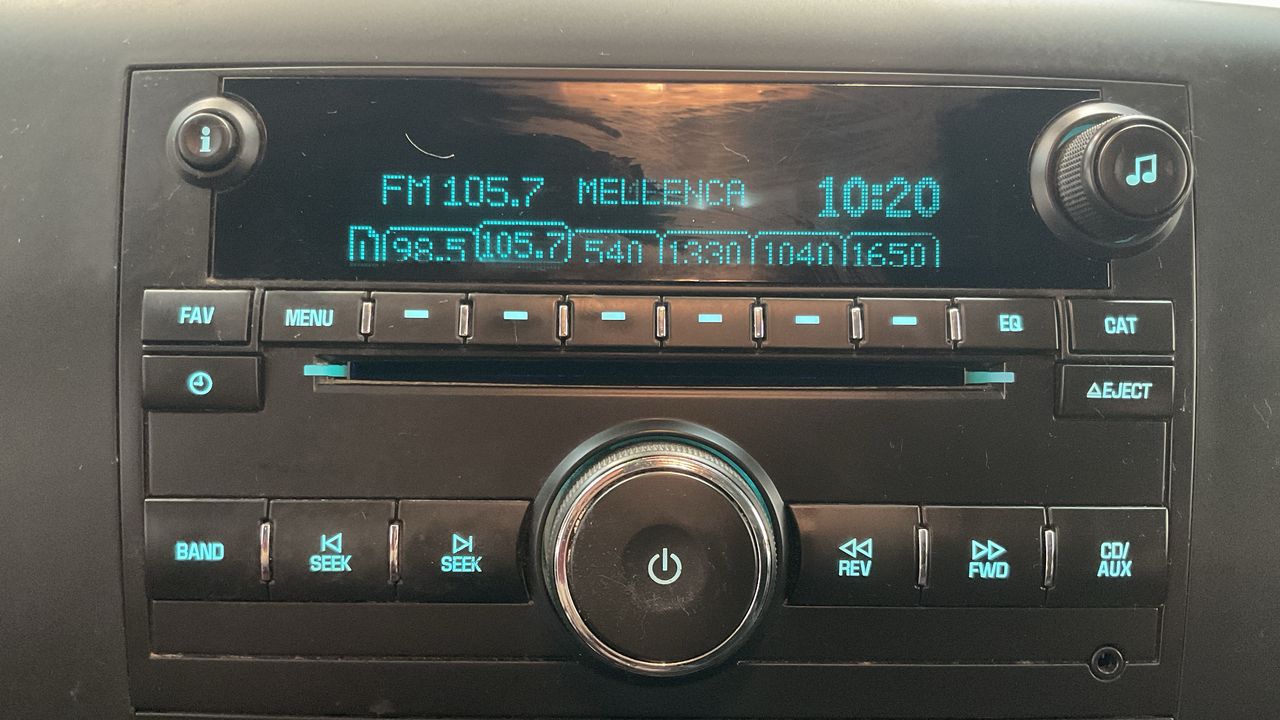 FM 105.7 MELLENCA 10:20
98.5 105.7 540 1330 1040 1650
FAV MENU EQ CAT
EJECT
BAND SEEK SEEK REV FWD CD/
AUX